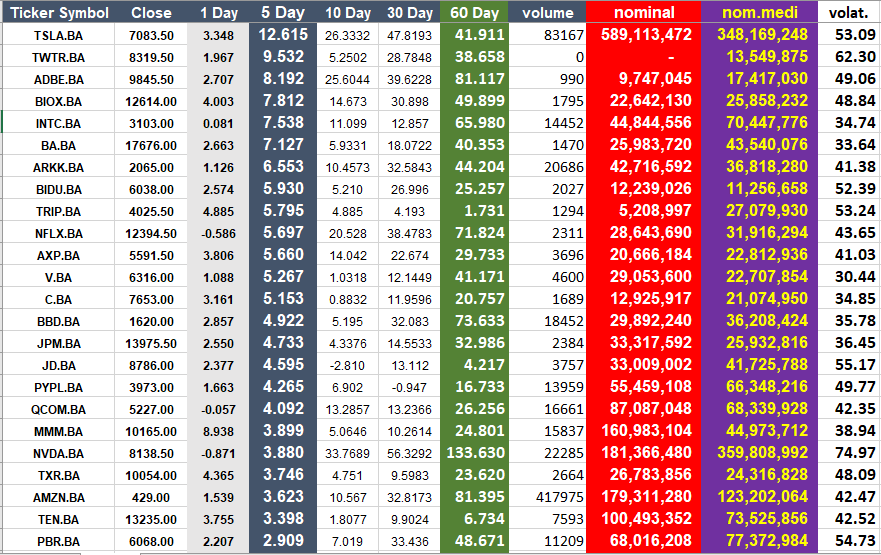 Ticker Symbol Close 1 Day 5 Day 10 Day 30 Day 60 Day volume nominal nom.medi volat.
TSLA.BA 7083.50 3.348 12.615 26.3332 47.8193 41.911 83167 589,113,472 348,169,248 53.09
TWTR.BA 8319.50 1.967 9.532 5.2502 28.7848 38.658 0 - 13,549,875 62.30
ADBE.BA 9845.50 2.707 8.192 25.6044 39.6228 81.117 990 9,747,045 17,417,030 49.06
BIOX.BA 12614.00 4.003 7.812 14.673 30.898 49.899 1795 22,642,130 25,858,232 48.84
INTC.BA 3103.00 0.081 7.538 11.099 12.857 65.980 14452 44,844,556 70,447,776 34.74
BA.BA 17676.00 2.663 7.127 5.9331 18.0722 40.353 1470 25,983,720 43,540,076 33.64
ARKK.BA 2065.00 1.126 6.553 10.4573 32.5843 44.204 20686 42,716,592 36,818,280 41.38
BIDU.BA 6038.00 2.574 5.930 5.210 26.996 25.257 2027 12,239,026 11,256,658 52.39
TRIP.BA 4025.50 4.885 5.795 4.885 4.193 1.731 1294 5,208,997 27,079,930 53.24
NFLX.BA 12394.50 -0.586 5.697 20.528 38.4783 71.824 2311 28,643,690 31,916,294 43.65
AXP.BA 5591.50 3.806 5.660 14.042 22.674 29.733 3696 20,666,184 22,812,936 41.03
V.BA 6316.00 1.088 5.267 1.0318 12.1449 41.171 4600 29,053,600 22,707,854 30.44
C.BA 7653.00 3.161 5.153 0.8832 11.9596 20.757 1689 12,925,917 21,074,950 34.85
BBD.BA 1620.00 2.857 4.922 5.195 32.083 73.633 18452 29,892,240 36,208,424 35.78
JPM.BA 13975.50 2.550 4.733 4.3376 14.5533 32.986 2384 33,317,592 25,932,816 36.45
JD.BA 8786.00 2.377 4.595 -2.810 13.112 4.217 3757 33,009,002 41,725,788 55.17
PYPL.BA 3973.00 1.663 4.265 6.902 -0.947 16.733 13959 55,459,108 66,348,216 49.77
QCOM.BA 5227.00 -0.057 4.092 13.2857 13.2366 26.256 16661 87,087,048 68,339,928 42.35
MMM.BA 10165.00 8.938 3.899 5.0646 10.2614 24.801 15837 160,983,104 44,973,712 38.94
NVDA.BA 8138.50 -0.871 3.880 33.7689 56.3292 133.630 22285 181,366,480 359,808,992 74.97
TXR.BA 10054.00 4.365 3.746 4.751 9.5983 23.620 2664 26,783,856 24,316,828 48.09
AMZN.BA 429.00 1.539 3.623 10.567 32.8173 81.395 417975 179,311,280 123,202,064 42.47
TEN.BA 13235.00 3.755 3.398 1.8077 9.9024 6.734 7593 100,493,352 73,525,856 42.52
PBR.BA 6068.00 2.207 2.909 7.019 33.436 48.671 11209 68,016,208 77,372,984 54.73